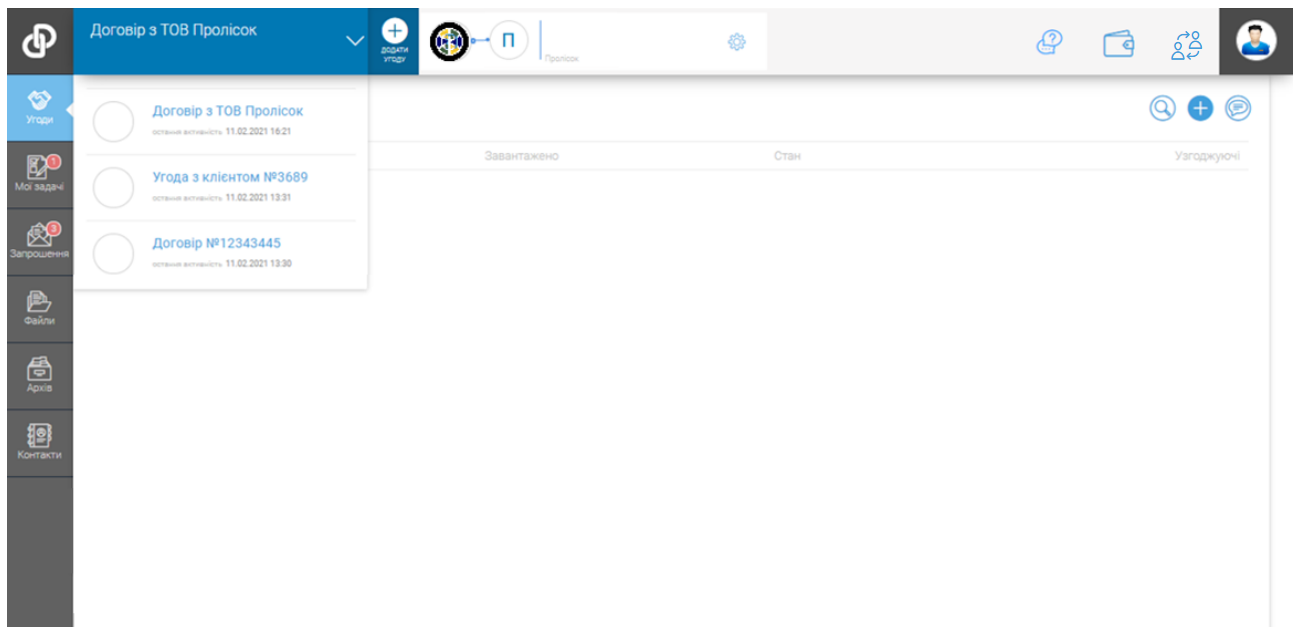 Договір з ТОВ Пролісок
ДОДАТИ
УГОДУ
П
Пролісок
Угоди
Договір з ТОВ Пролісок
остання активність 11.02.2021 16:21
Завантажено
Стан
Узгоджуючі
1
Мої задачі
Угода з клієнтом №3689
остання активність 11.02.2021 13:31
3
Запрошення
Договір №12343445
остання активність 11.02.2021 13:30
Файли
Архів
Контакти